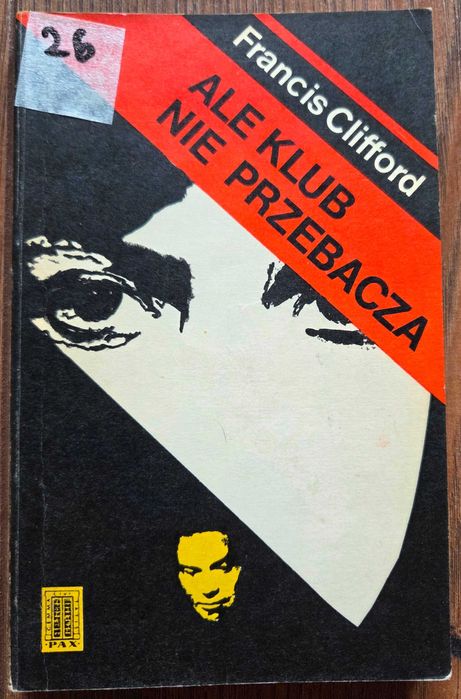 26
Francis Clifford
ALE KLUB
NIE PRZEBACZA
·PAX·